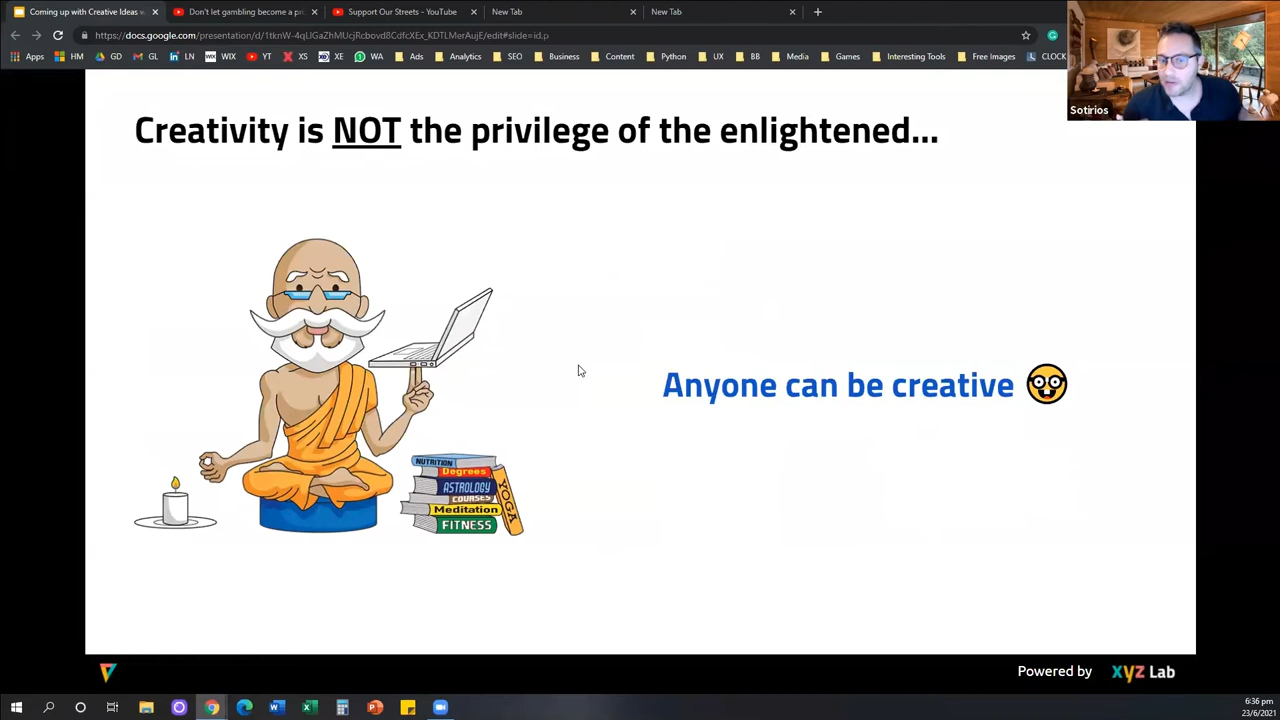 Coming up with Creative Ideas w
Don't let gambling become a pr
Support Our Streets - YouTube
New Tab
New Tab
https://docs.google.com/presentation/d/1tknW-4qLlGaZhMUcjRcbovd8CdfcXEx_KDTLMerAujE/edit#slide=id.p
Apps
HM
GD
GL
LinkedIn LN
WIX WIX
YT
XS
XE
WA
Ads
Analytics
SEO
Business
Content
Python
UX
BB
Media
Games
Interesting Tools
Free Images
CLOCK
Sotirios
Creativity is NOT the privilege of the enlightened...
Anyone can be creative
NUTRITION
Degrees
ASTROLOGY
COURSES
Meditation
FITNESS
YOGA
Powered by XYZ Lab
6:36 pm
23/6/2021